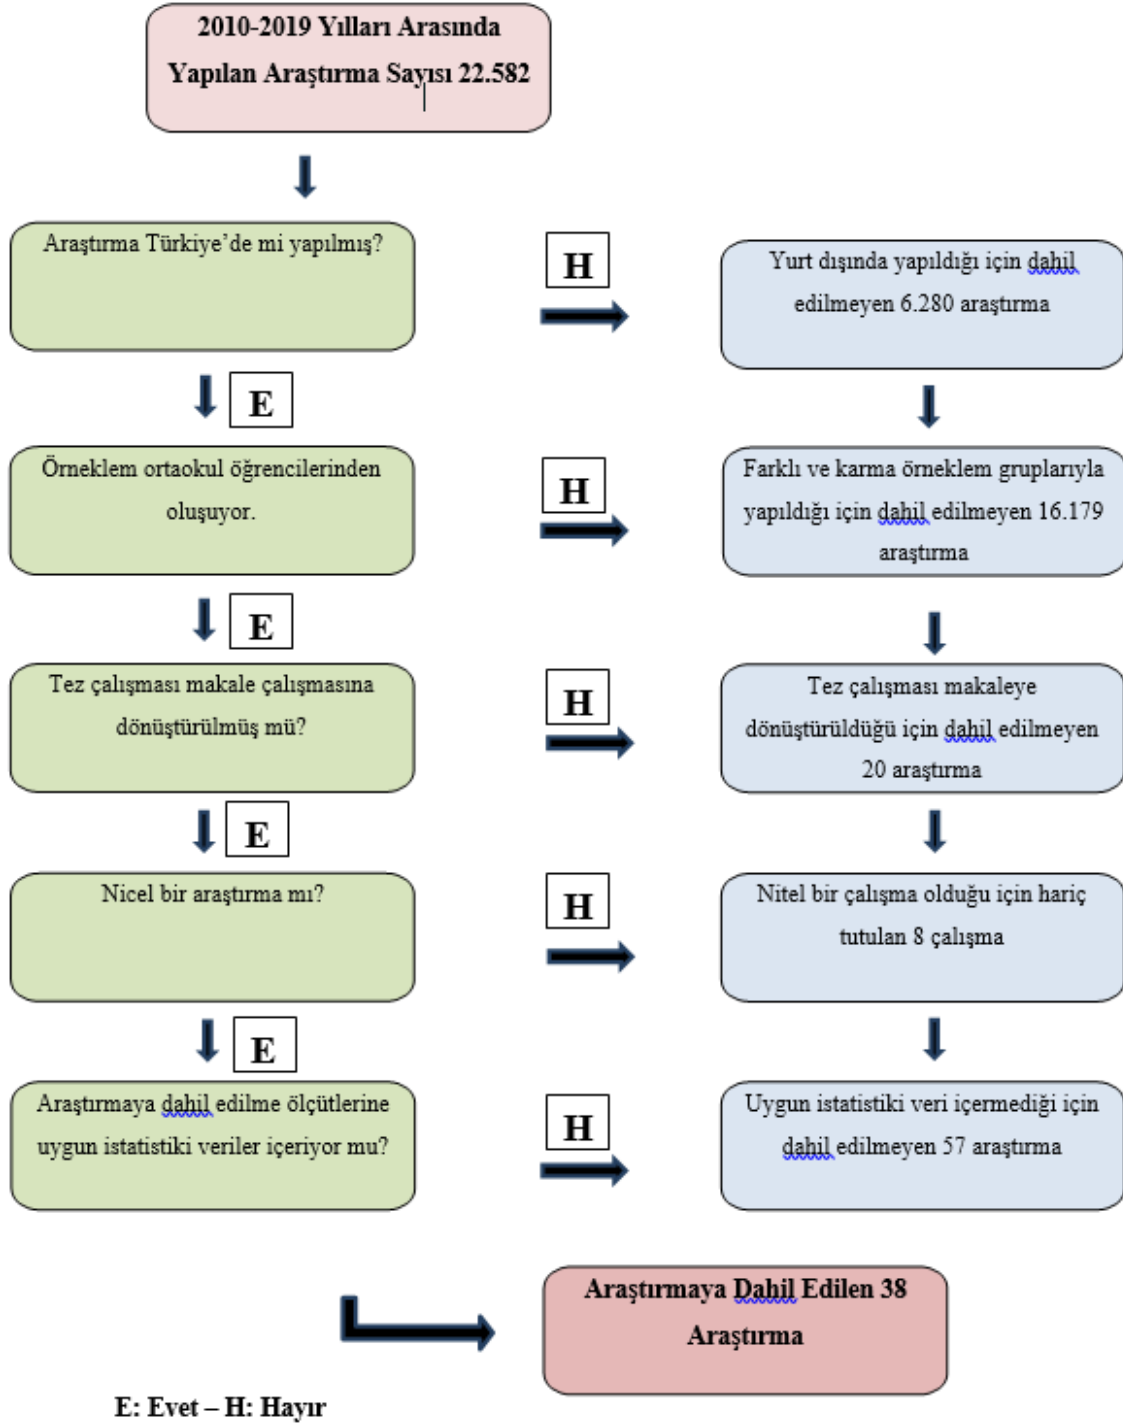 2010-2019 Yılları Arasında
Yapılan Araştırma Sayısı 22.582
Araştırma Türkiye’de mi yapılmış?
H
Yurt dışında yapıldığı için dahil
edilmeyen 6.280 araştırma
E
Örneklem ortaokul öğrencilerinden
oluşuyor.
H
Farklı ve karma örneklem gruplarıyla
yapıldığı için dahil edilmeyen 16.179
araştırma
E
Tez çalışması makale çalışmasına
dönüştürülmüş mü?
H
Tez çalışması makaleye
dönüştürüldüğü için dahil edilmeyen
20 araştırma
E
Nicel bir araştırma mı?
H
Nitel bir çalışma olduğu için hariç
tutulan 8 çalışma
E
Araştırmaya dahil edilme ölçütlerine
uygun istatistiki veriler içeriyor mu?
H
Uygun istatistiki veri içermediği için
dahil edilmeyen 57 araştırma
Araştırmaya Dahil Edilen 38
Araştırma
E: Evet – H: Hayır